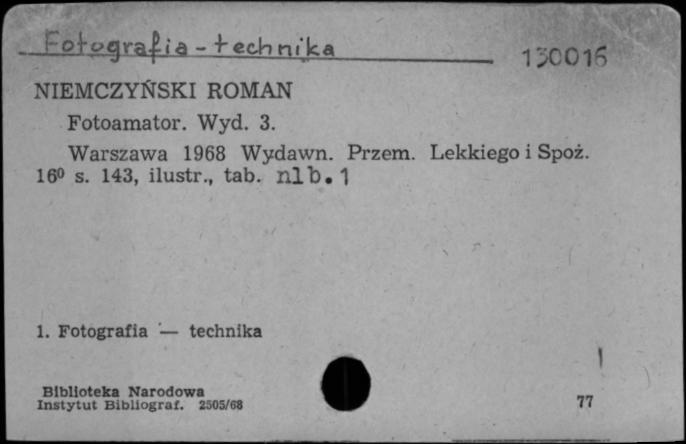 Fotografia - technika
130016
NIEMCZYŃSKI ROMAN
Fotoamator. Wyd. 3.
Warszawa 1968 Wydawn. Przem. Lekkiego i Spoż.
16⁰ s. 143, ilustr., tab. nlb. 1
1. Fotografia — technika
Biblioteka Narodowa
Instytut Bibliograf. 2505/68
77